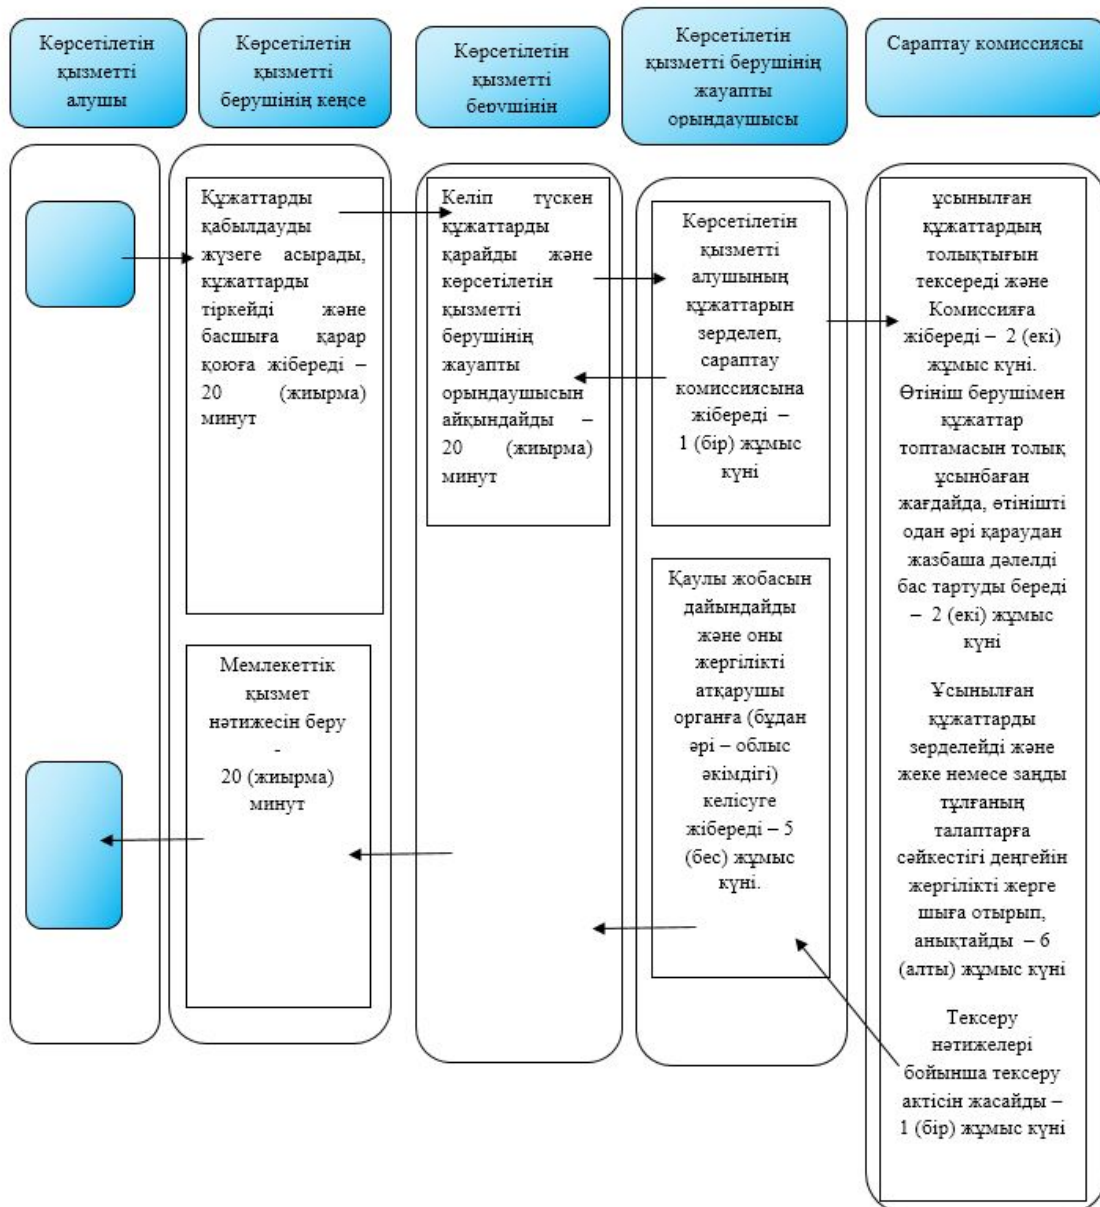 Көрсетілетін
қызметті
алушы
Көрсетілетін
қызметті
берушінің кеңсе
Көрсетілетін
қызметті
берушінін
Көрсетілетін
қызметті берушінің
жауапты
орындаушысы
Сараптау комиссиясы
Құжаттарды
қабылдауды
жүзеге асырады,
құжаттарды
тіркейді және
басшыға қарар
қоюға жібереді –
20 (жиырма)
минут
Келіп түскен
құжаттарды
қарайды және
көрсетілетін
қызметті
берушінің
жауапты
орындаушысын
айқындайды –
20 (жиырма)
минут
Көрсетілетін
қызметті
алушының
құжаттарын
зерделеп,
сараптау
комиссиясына
жібереді –
1 (бір) жұмыс
күні
ұсынылған
құжаттардың
толықтығын
тексереді және
Комиссияға
жібереді – 2 (екі)
жұмыс күні.
Өтініш берушімен
құжаттар
топтамасын толық
ұсынбаған
жағдайда, өтінішті
одан әрі қараудан
жазбаша дәлелді
бас тартуды береді
– 2 (екі) жұмыс
күні
Ұсынылған
құжаттарды
зерделейді және
жеке немесе заңды
тұлғаның
талаптарға
сәйкестігі деңгейін
жергілікті жерге
шыға отырып,
анықтайды – 6
(алты) жұмыс күні
Тексеру
нәтижелері
бойынша тексеру
актісін жасайды –
1 (бір) жұмыс күні
Қаулы жобасын
дайындайды
және оны
жергілікті
атқарушы
органға (бұдан
әрі – облыс
әкімдігі)
келісуге
жібереді – 5
(бес) жұмыс
күні.
Мемлекеттік
қызмет
нәтижесін беру
-
20 (жиырма)
минут